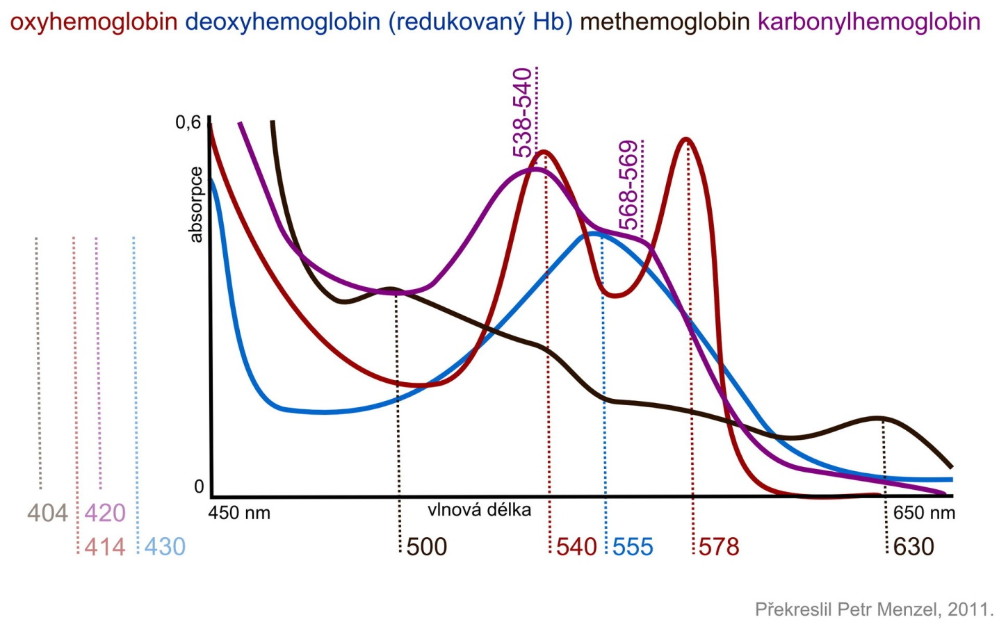 oxyhemoglobin deoxyhemoglobin (redukovaný Hb) methemoglobin karbonylhemoglobin
538-540
568-569
0,6
absorpce
0
450 nm
vlnová délka
650 nm
404
420
414
430
500
540
555
578
630
Překreslil Petr Menzel, 2011.